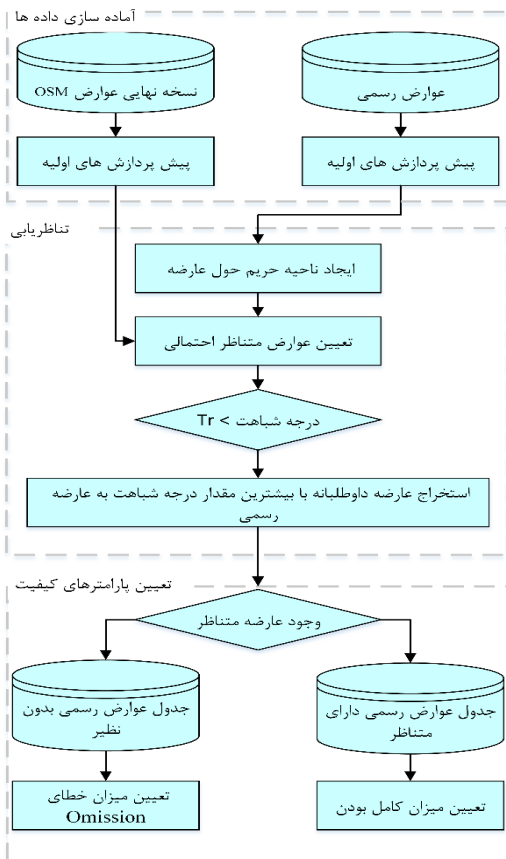 آماده سازی داده ها
عوارض رسمی
نسخه نهایی عوارض OSM
پیش پردازش های اولیه
پیش پردازش های اولیه
تناظریابی
ایجاد ناحیه حریم حول عارضه
تعیین عوارض متناظر احتمالی
درجه شباهت > Tr
استخراج عارضه داوطلبانه با بیشترین مقدار درجه شباهت به عارضه
رسمی
تعیین پارامترهای کیفیت
وجود عارضه متناظر
جدول عوارض رسمی دارای
متناظر
جدول عوارض رسمی بدون
نظیر
تعیین میزان کامل بودن
تعیین میزان خطای
Omission